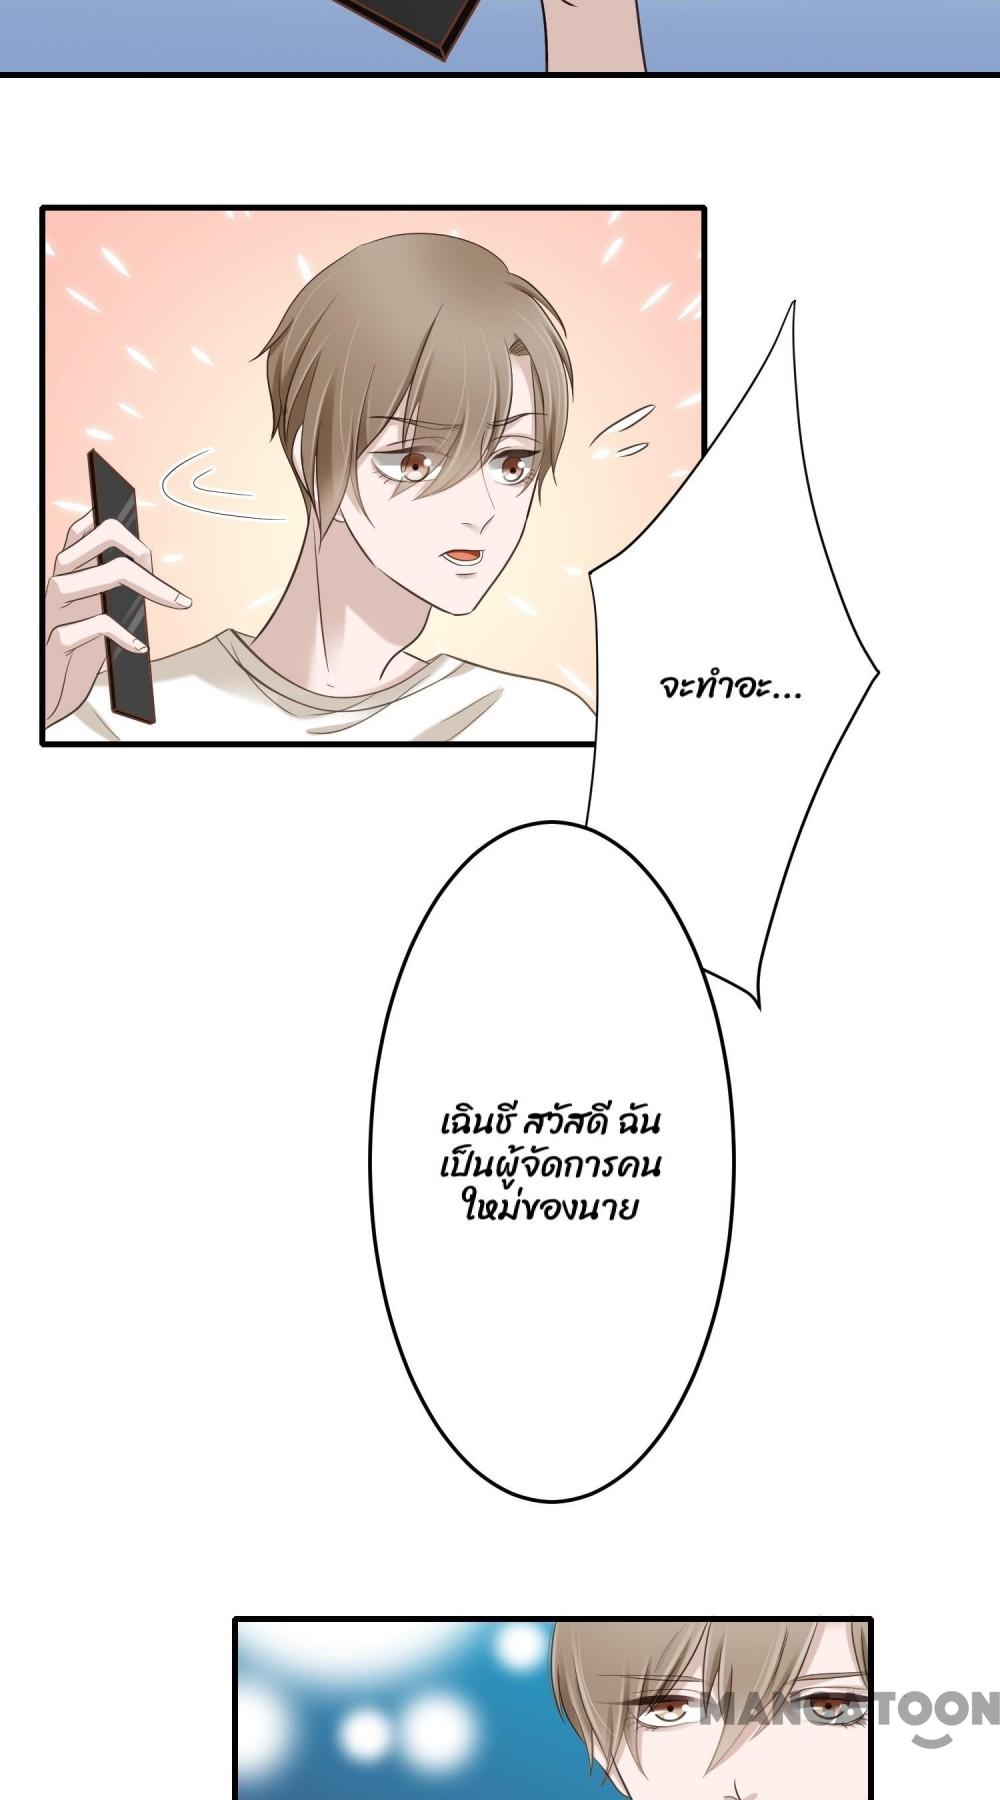 จะทำอะ...
เฉินชี สวัสดี ฉัน
เป็นผู้จัดการคน
ใหม่ของนาย
MANGATOON